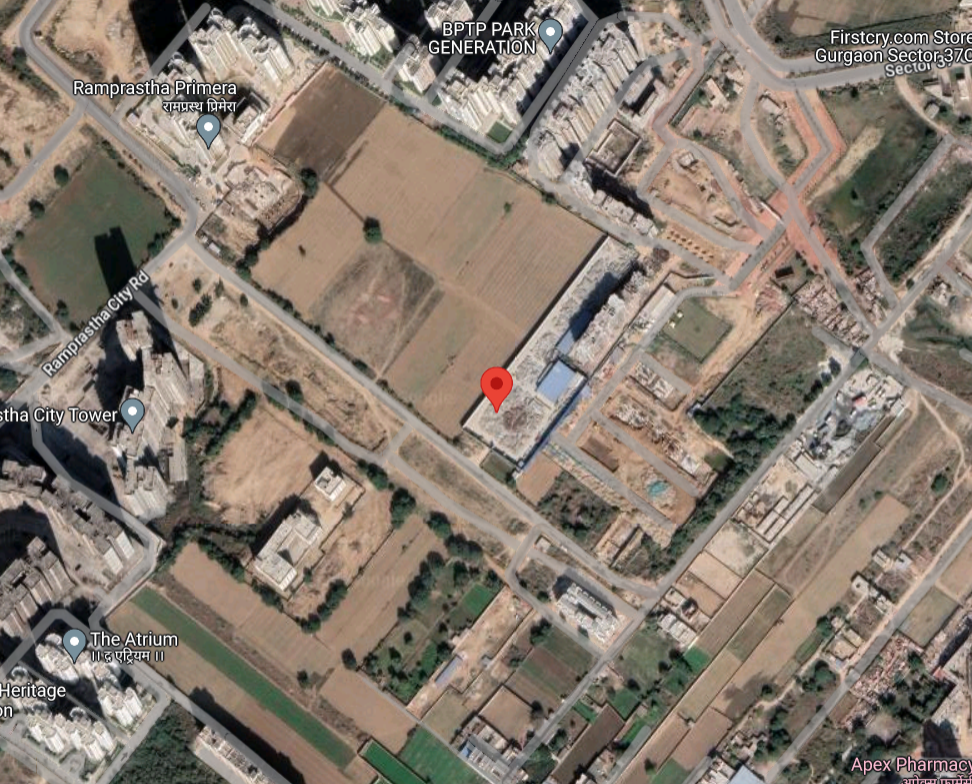 BPTP PARK
GENERATION
Firstcry.com Store
Gurgaon Sector 37C
Ramprastha Primera
रामप्रस्थ प्रिमेरा
Ramprastha City Rd
stha City Tower
The Atrium
।। द्व एट्रियम ।।
Heritage
on
Apex Pharmacy